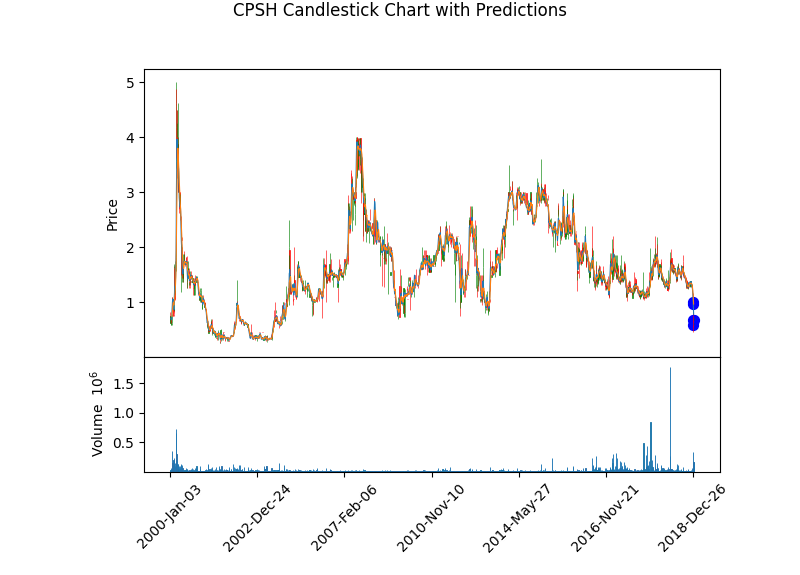 CPSH Candlestick Chart with Predictions
5
4
3
2
1
Price
1.5
1.0
0.5
Volume 10^6
2000-Jan-03
2002-Dec-24
2007-Feb-06
2010-Nov-10
2014-May-27
2016-Nov-21
2018-Dec-26